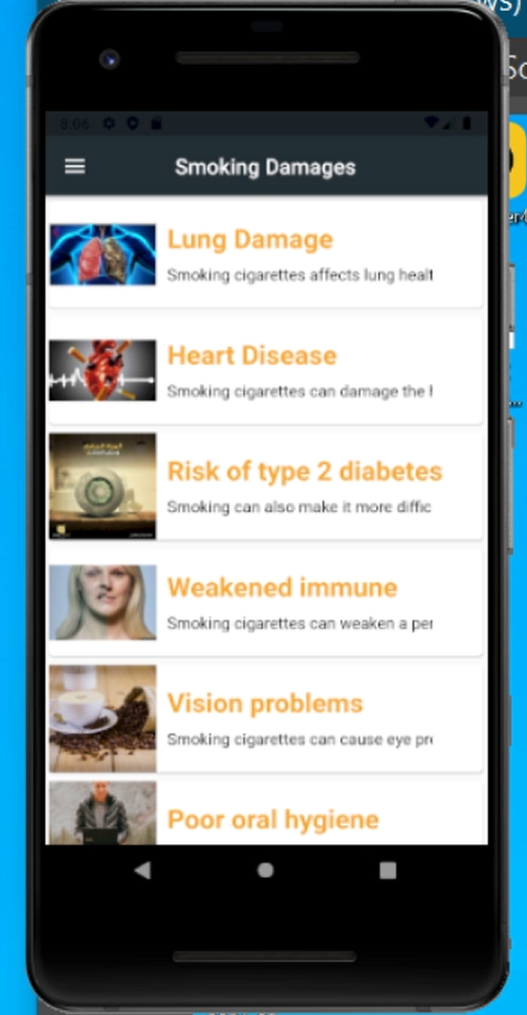 ws)
So
8:06
Smoking Damages
Lung Damage
Smoking cigarettes affects lung healt
Heart Disease
Smoking cigarettes can damage the
Risk of type 2 diabetes
Smoking can also make it more diffic
Weakened immune
Smoking cigarettes can weaken a per
Vision problems
Smoking cigarettes can cause eye pr
Poor oral hygiene